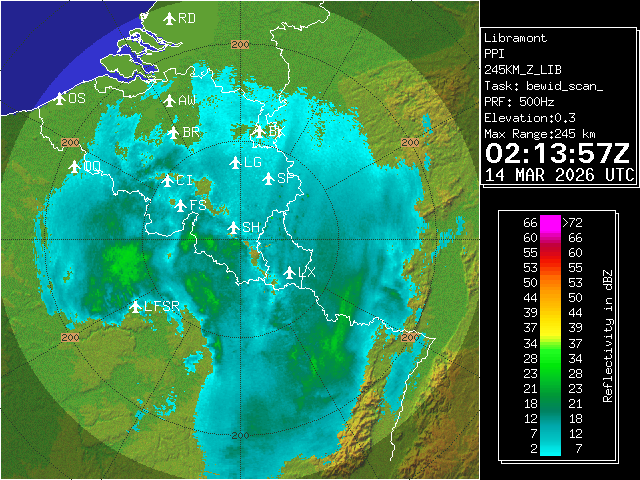 RD
200
OS
AW
BR
BE
200
200
UQ
LG
CI
SP
FS
SH
LX
LFSR
200
200
200
Libramont
PPI
245KM_Z_LIB
Task: bewid_scan_
PRF: 500Hz
Elevation:0.3
Max Range:245 km
02:13:57Z
14 MAR 2026 UTC
66 >72
60 66
55 60
53 55
50 53
44 50
39 44
37 39
34 37
28 34
23 28
21 23
18 21
12 18
7 12
2 7
Reflectivity in dBZ